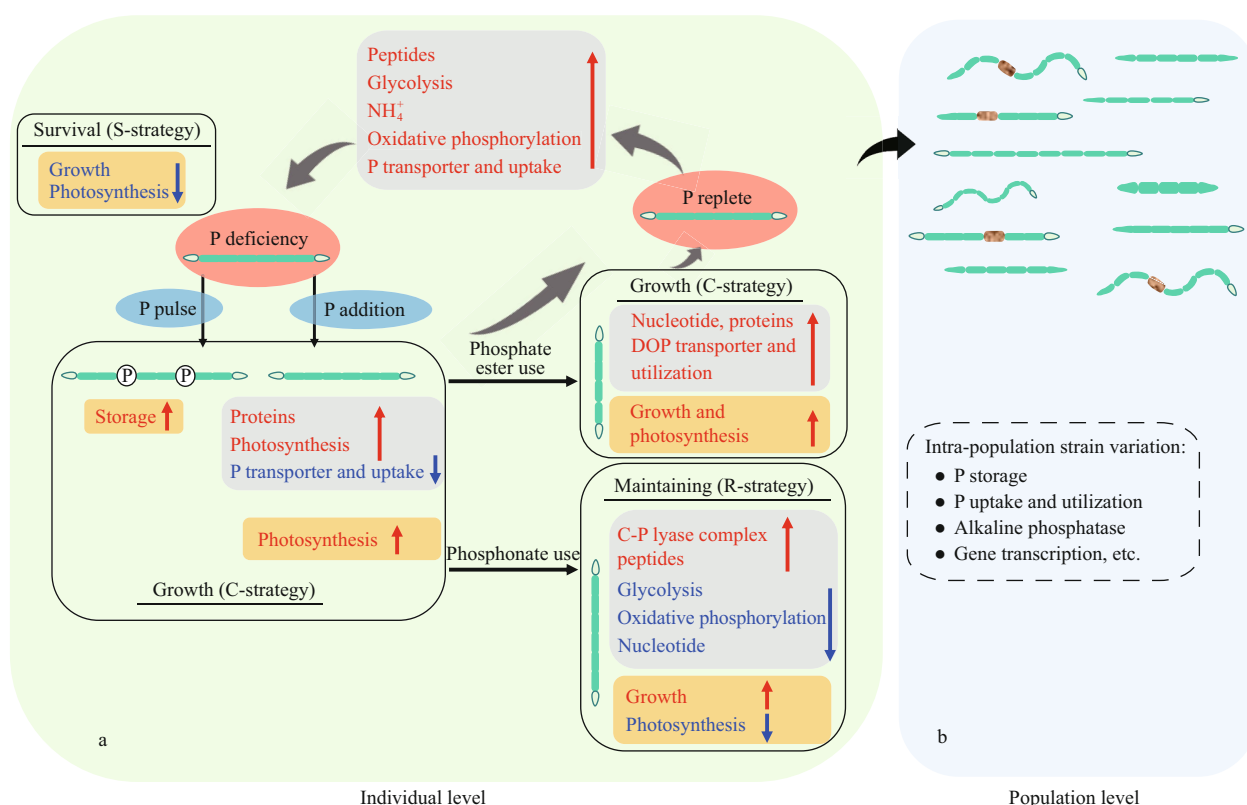 Peptides
Glycolysis
NH₄⁺
Oxidative phosphorylation
P transporter and uptake
Survival (S-strategy)
Growth
Photosynthesis
P deficiency
P replete
P pulse
P addition
P
P
Storage
Proteins
Photosynthesis
P transporter and uptake
Photosynthesis
Growth (C-strategy)
Phosphate
ester use
Phosphonate use
Growth (C-strategy)
Nucleotide, proteins
DOP transporter and
utilization
Growth and
photosynthesis
Maintaining (R-strategy)
C-P lyase complex
peptides
Glycolysis
Oxidative phosphorylation
Nucleotide
Growth
Photosynthesis
a
Individual level
Intra-population strain variation:
● P storage
● P uptake and utilization
● Alkaline phosphatase
● Gene transcription, etc.
b
Population level